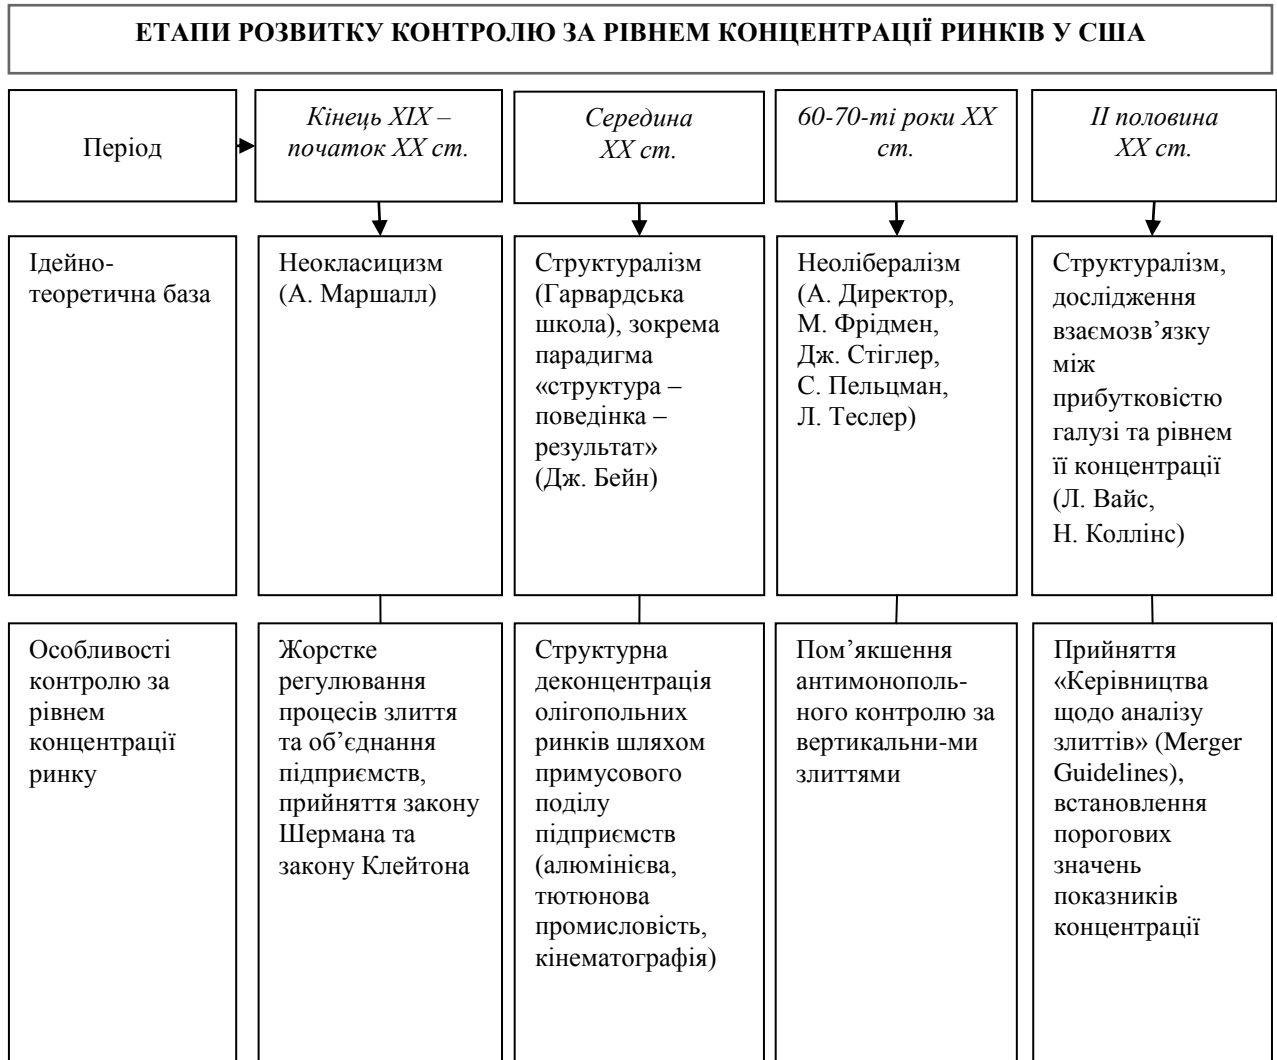 ЕТАПИ РОЗВИТКУ КОНТРОЛЮ ЗА РІВНЕМ КОНЦЕНТРАЦІЇ РИНКІВ У США
Період
Кінець XIX –
початок XX ст.
Середина
XX ст.
60-70-ті роки XX
ст.
II половина
XX ст.
Ідейно-
теоретична база
Неокласицизм
(А. Маршалл)
Структуралізм
(Гарвардська
школа), зокрема
парадигма
«структура –
поведінка –
результат»
(Дж. Бейн)
Неолібералізм
(А. Директор,
М. Фрідмен,
Дж. Стіглер,
С. Пельцман,
Л. Теслер)
Структуралізм,
дослідження
взаємозв’язку
між
прибутковістю
галузі та рівнем
її концентрації
(Л. Вайс,
Н. Коллінс)
Особливості
контролю за
рівнем
концентрації
ринку
Жорстке
регулювання
процесів злиття
та об’єднання
підприємств,
прийняття закону
Шермана та
закону Клейтона
Структурна
деконцентрація
олігопольних
ринків шляхом
примусового
поділу
підприємств
(алюмінієва,
тютюнова
промисловість,
кінематографія)
Пом’якшення
антимонополь-
ного контролю за
вертикальни-ми
злиттями
Прийняття
«Керівництва
щодо аналізу
злиттів» (Merger
Guidelines),
встановлення
порогових
значень
показників
концентрації